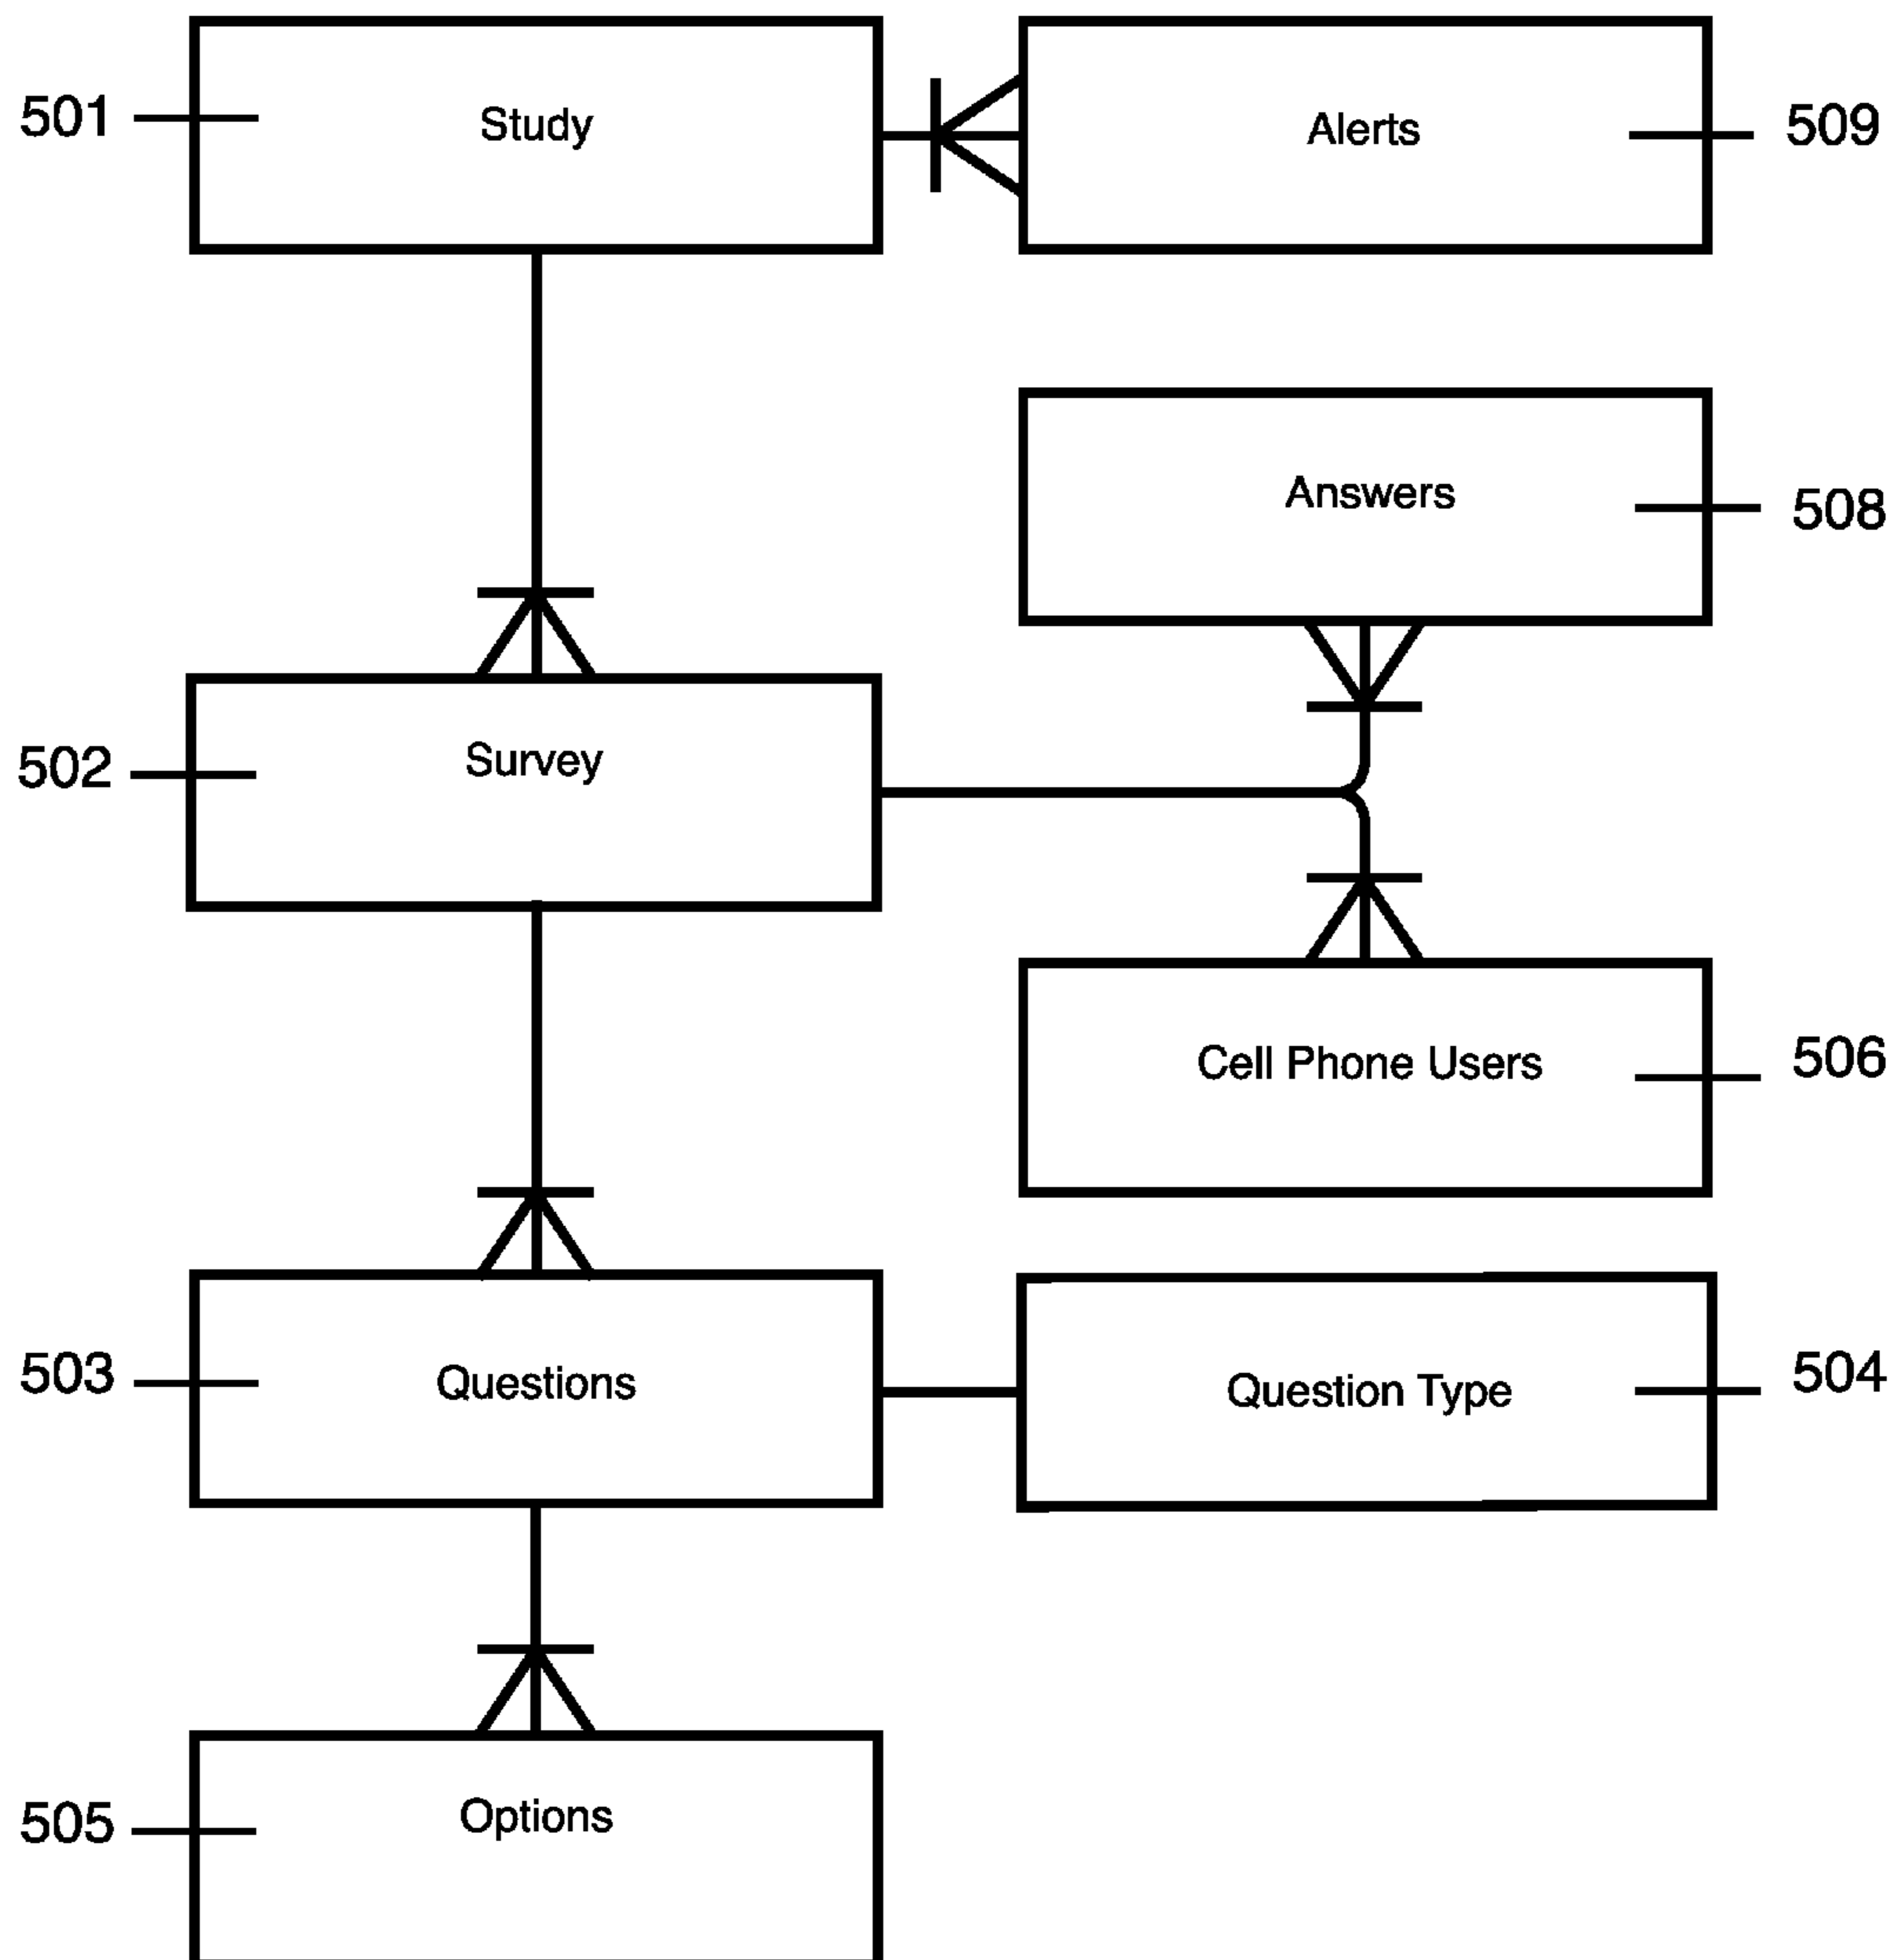 501
Study
Alerts
509
Answers
508
502
Survey
Cell Phone Users
506
503
Questions
Question Type
504
505
Options